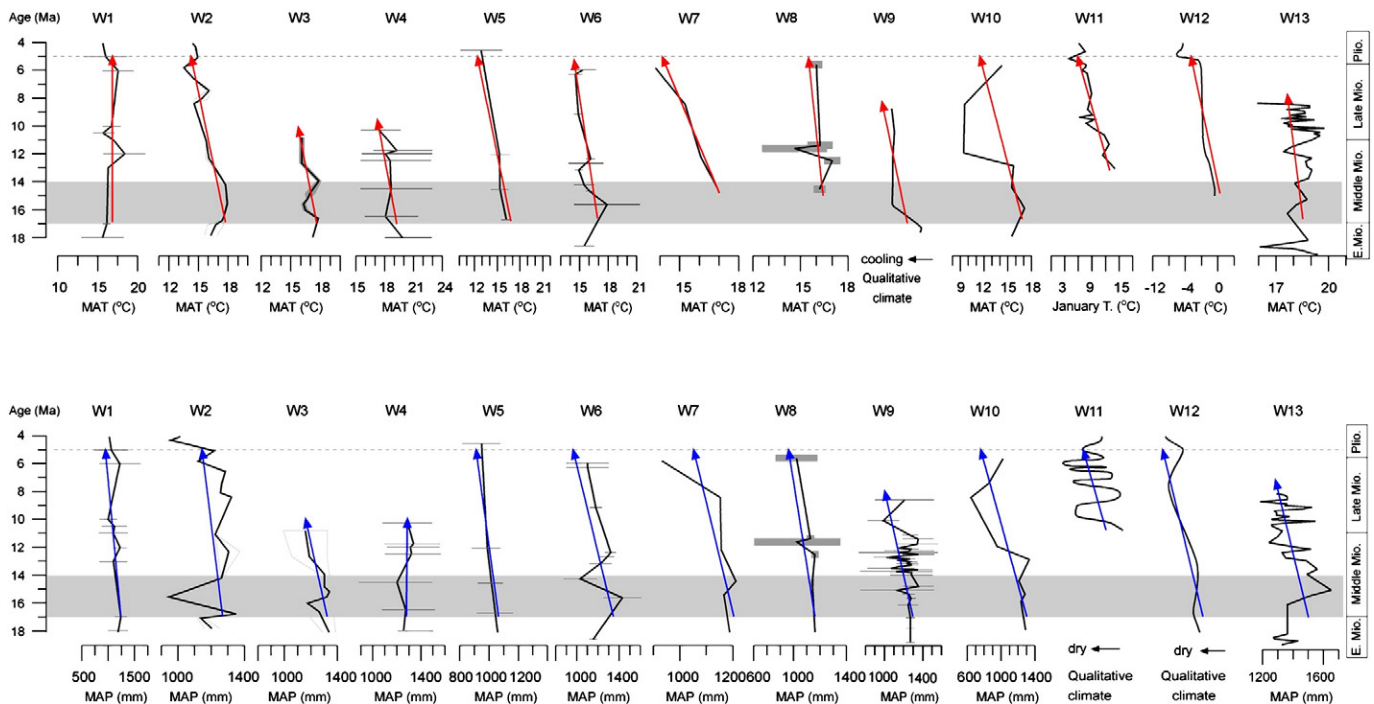 Age (Ma) W1 W2 W3 W4 W5 W6 W7 W8 W9 W10 W11 W12 W13
4
6
8
10
12
14
16
18
Plio.
Late Mio.
Middle Mio.
E.Mio.
10 15 21 12 15 18 12 15 18 14 19 24 12 15 21 12 16 21 15 18 12 15 18 cooling 9 12 15 18 3 9 15 -12 -4 0 17 20
MAT (°C) MAT (°C) MAT (°C) MAT (°C) MAT (°C) MAT (°C) MAT (°C) MAT (°C) Qualitative climate MAT (°C) January T. (°C) MAT (°C) MAT (°C)
Age (Ma) W1 W2 W3 W4 W5 W6 W7 W8 W9 W10 W11 W12 W13
4
6
8
10
12
14
16
18
Plio.
Late Mio.
Middle Mio.
E. Mio.
500 1500 1000 1400 1000 1400 1000 1400 800 1000 1200 1000 1400 1000 1200 600 1000 1400 1000 1400 600 1000 1400 dry dry 1200 1600
MAP (mm) MAP (mm) MAP (mm) MAP (mm) MAP (mm) MAP (mm) MAP (mm) MAP (mm) MAP (mm) MAP (mm) Qualitative climate Qualitative climate MAP (mm)